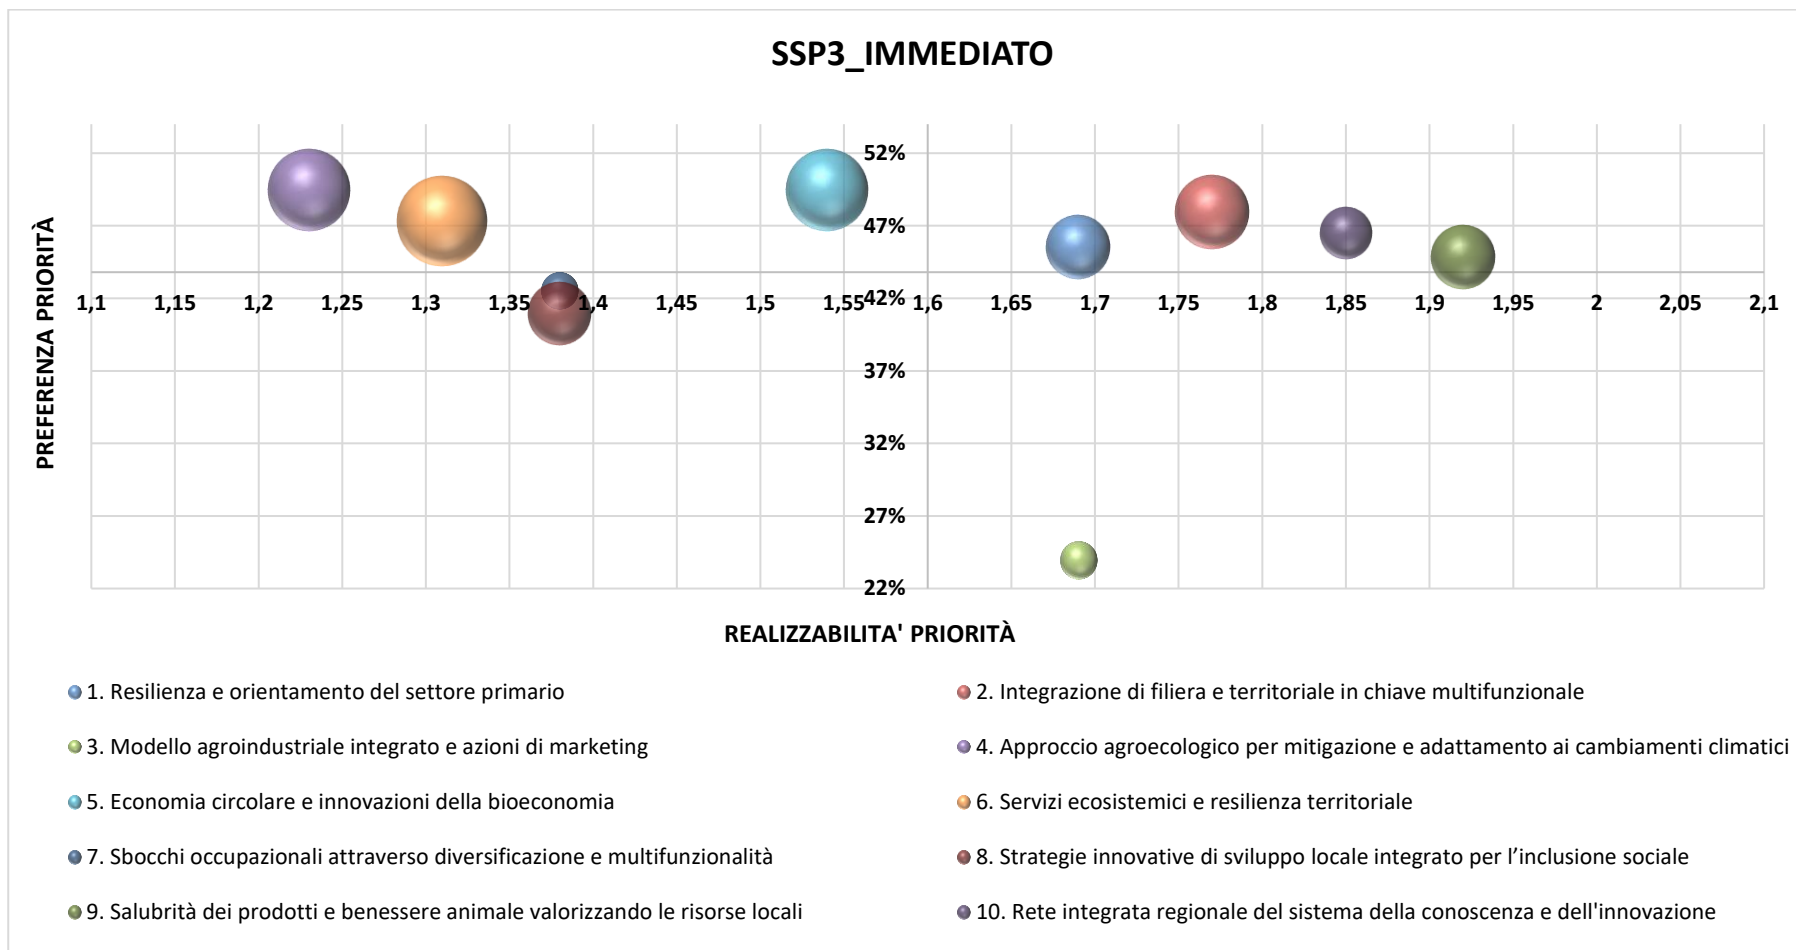 SSP3_IMMEDIATO
PREFERENZA PRIORITÀ
52%
47%
42%
37%
32%
27%
22%
1,1 1,15 1,2 1,25 1,3 1,35 1,4 1,45 1,5 1,55 1,6 1,65 1,7 1,75 1,8 1,85 1,9 1,95 2 2,05 2,1
REALIZZABILITA' PRIORITÀ
1. Resilienza e orientamento del settore primario
2. Integrazione di filiera e territoriale in chiave multifunzionale
3. Modello agroindustriale integrato e azioni di marketing
4. Approccio agroecologico per mitigazione e adattamento ai cambiamenti climatici
5. Economia circolare e innovazioni della bioeconomia
6. Servizi ecosistemici e resilienza territoriale
7. Sbocchi occupazionali attraverso diversificazione e multifunzionalità
8. Strategie innovative di sviluppo locale integrato per l’inclusione sociale
9. Salubrità dei prodotti e benessere animale valorizzando le risorse locali
10. Rete integrata regionale del sistema della conoscenza e dell'innovazione